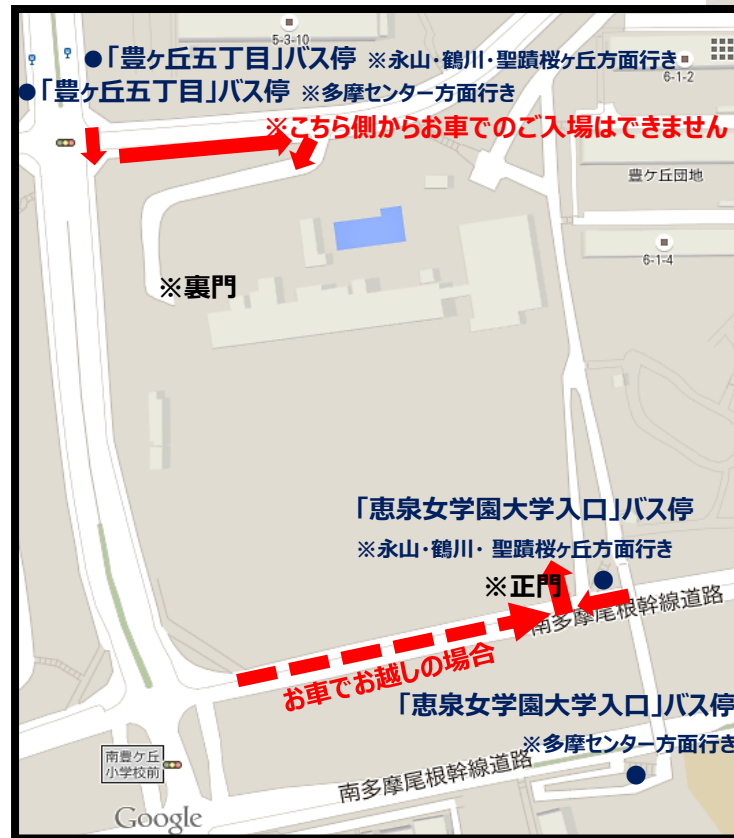 5-3-10
●「豊ヶ丘五丁目」バス停 ※永山・鶴川・聖蹟桜ヶ丘方面行き
6-1-2
●「豊ヶ丘五丁目」バス停 ※多摩センター方面行き
※こちら側からお車でのご入場はできません
豊ケ丘団地
6-1-4
※裏門
「恵泉女学園大学入口」バス停
※永山・鶴川・ 聖蹟桜ヶ丘方面行き
※正門
南多摩尾根幹線道路
お車でお越しの場合
「恵泉女学園大学入口」バス停
※多摩センター方面行き
南豊ケ丘
小学校前
南多摩尾根幹線道路
Google